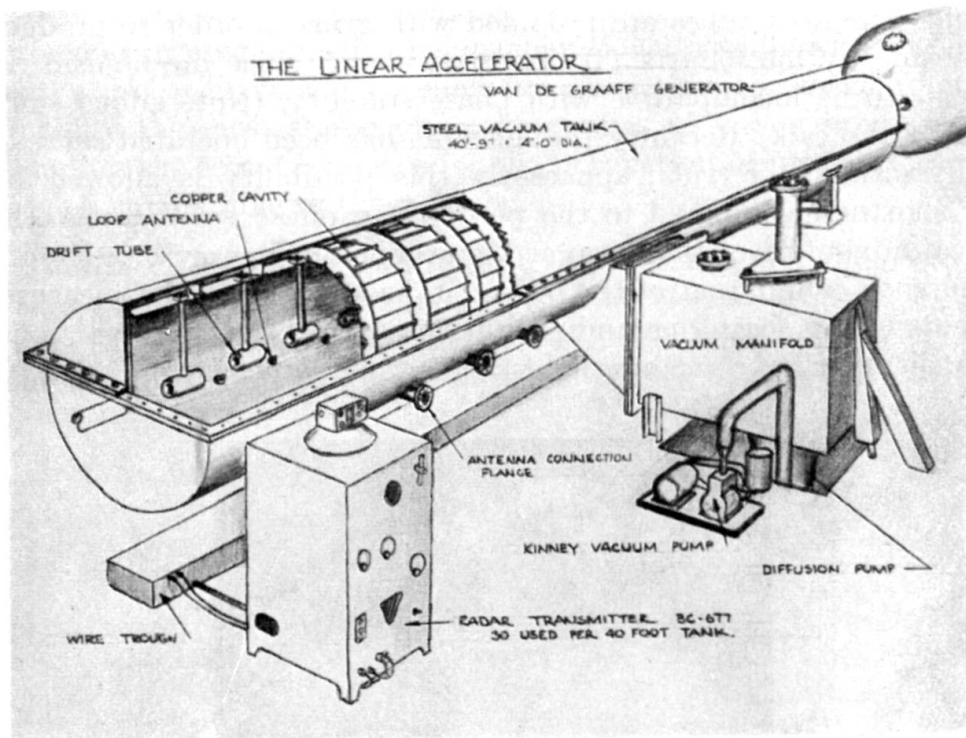 THE LINEAR ACCELERATOR
VAN DE GRAAFF GENERATOR
STEEL VACUUM TANK
40'-9" 4'-0" DIA.
COPPER CAVITY
LOOP ANTENNA
DRIFT TUBE
VACUUM MANIFOLD
ANTENNA CONNECTION
FLANGE
KINNEY VACUUM PUMP
DIFFUSION PUMP
WIRE TROUGH
RADAR TRANSMITTER BC-677
30 USED PER 40 FOOT TANK.